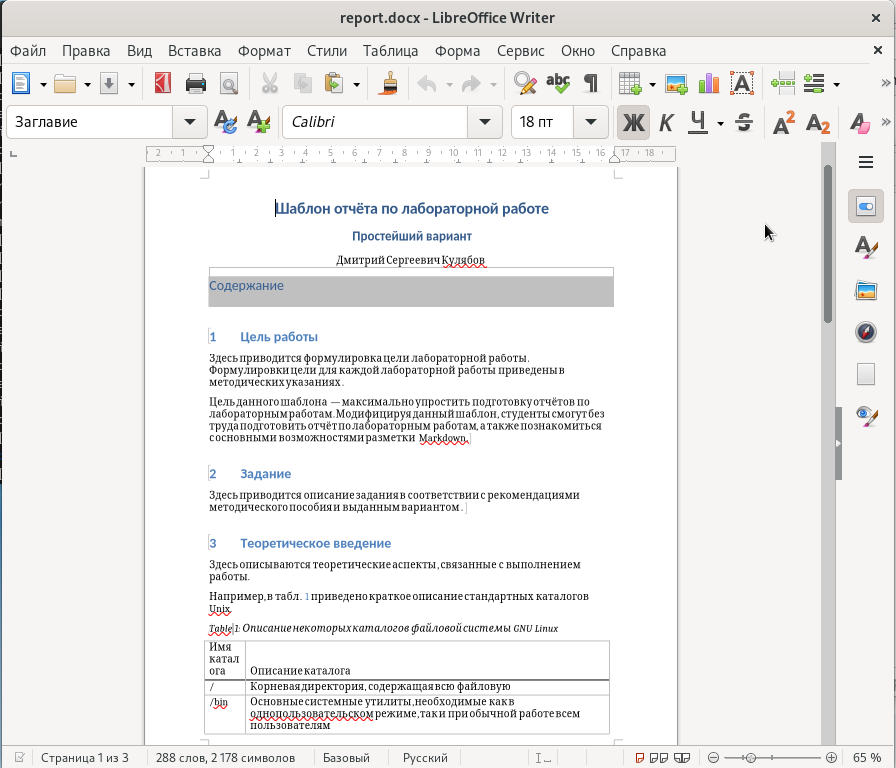 report.docx - LibreOffice Writer
Файл Правка Вид Вставка Формат Стили Таблица Форма Сервис Окно Справка
Заглавие Calibri 18 пт Ж К Ч S
2 1 1 2 3 4 5 6 7 8 9 10 11 12 13 14 15 16 17 18
Шаблон отчёта по лабораторной работе
Простейший вариант
Дмитрий Сергеевич Кулябов
Содержание
1 Цель работы
Здесь приводится формулировка цели лабораторной работы.
Формулировки цели для каждой лабораторной работы приведены в
методических указаниях.
Цель данного шаблона — максимально упростить подготовку отчётов по
лабораторным работам. Модифицируя данный шаблон, студенты смогут без
труда подготовить отчёт по лабораторным работам, а также познакомиться
с основными возможностями разметки Markdown.
2 Задание
Здесь приводится описание задания в соответствии с рекомендациями
методического пособия и выданным вариантом.
3 Теоретическое введение
Здесь описываются теоретические аспекты, связанные с выполнением
работы.
Например, в табл. 1 приведено краткое описание стандартных каталогов
Unix.
Table 1: Описание некоторых каталогов файловой системы GNU Linux
Имя
катал
ога Описание каталога
/ Корневая директория, содержащая всю файловую
/bin Основные системные утилиты, необходимые как в
однопользовательском режиме, так и при обычной работе всем
пользователям
Страница 1 из 3 288 слов, 2 178 символов Базовый Русский 65 %